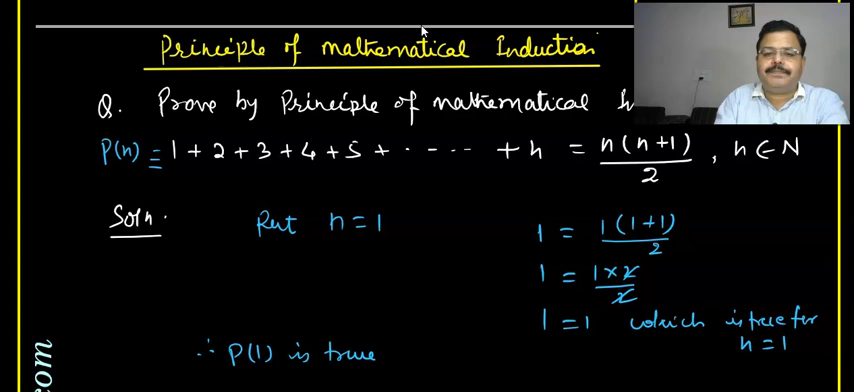 Principle of mathematical Induction
Q. Prove by Principle of mathematical
P(n) = 1 + 2 + 3 + 4 + 5 + ------ + n = n(n+1)/2, n ∈ N
Soln.
Put n = 1
1 = 1(1+1)/2
1 = 1×2/2
1 = 1 which is true for n = 1
∴ P(1) is true
com